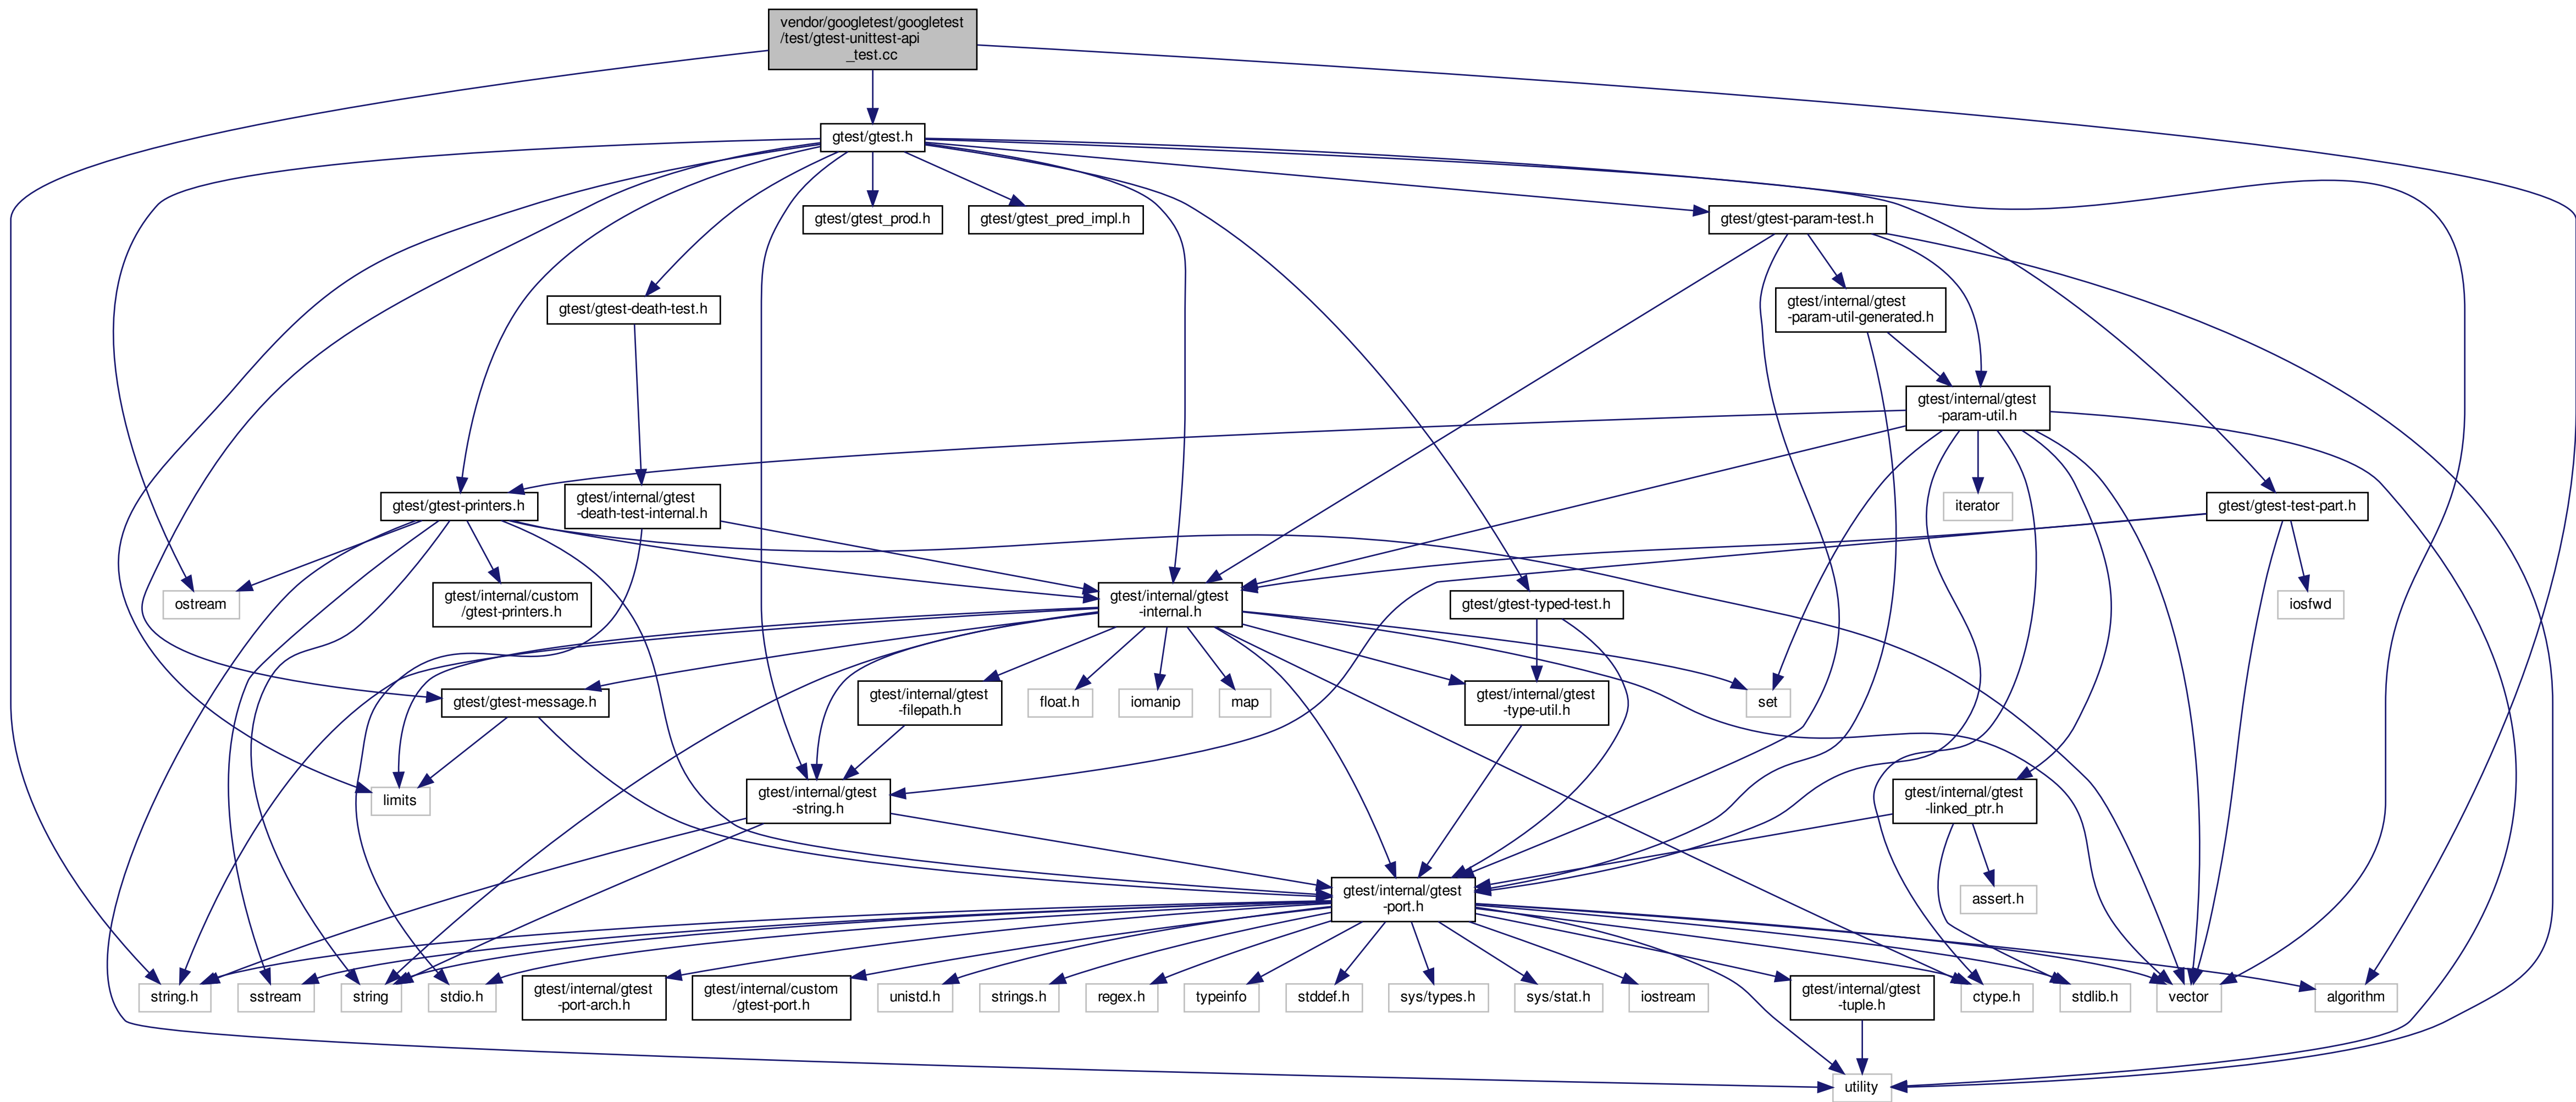 vendor/googletest/googletest
/test/gtest-unittest-api
_test.cc
gtest/gtest.h
gtest/gtest_prod.h
gtest/gtest_pred_impl.h
gtest/gtest-param-test.h
gtest/gtest-death-test.h
gtest/internal/gtest
-param-util-generated.h
gtest/internal/gtest
-param-util.h
gtest/gtest-printers.h
gtest/internal/gtest
-death-test-internal.h
iterator
gtest/gtest-test-part.h
ostream
gtest/internal/custom
/gtest-printers.h
gtest/internal/gtest
-internal.h
gtest/gtest-typed-test.h
iosfwd
gtest/gtest-message.h
gtest/internal/gtest
-filepath.h
float.h
iomanip
map
gtest/internal/gtest
-type-util.h
set
limits
gtest/internal/gtest
-string.h
gtest/internal/gtest
-linked_ptr.h
gtest/internal/gtest
-port.h
assert.h
string.h
sstream
string
stdio.h
gtest/internal/gtest
-port-arch.h
gtest/internal/custom
/gtest-port.h
unistd.h
strings.h
regex.h
typeinfo
stddef.h
sys/types.h
sys/stat.h
iostream
gtest/internal/gtest
-tuple.h
ctype.h
stdlib.h
vector
algorithm
utility